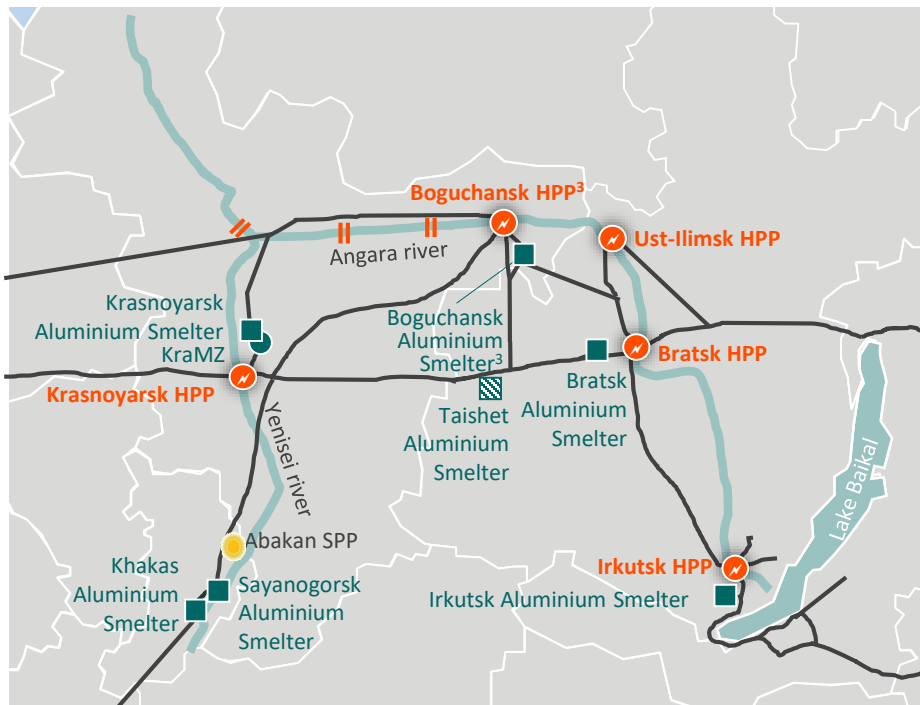 Boguchansk HPP³
Ust-Ilimsk HPP
Angara river
Krasnoyarsk
Aluminium Smelter
KraMZ
Boguchansk
Aluminium
Smelter³
Bratsk HPP
Krasnoyarsk HPP
Bratsk
Aluminium
Smelter
Taishet
Aluminium
Smelter
Yenisei river
Lake Baikal
Abakan SPP
Khakas
Aluminium
Smelter
Sayanogorsk
Aluminium
Smelter
Irkutsk HPP
Irkutsk Aluminium Smelter